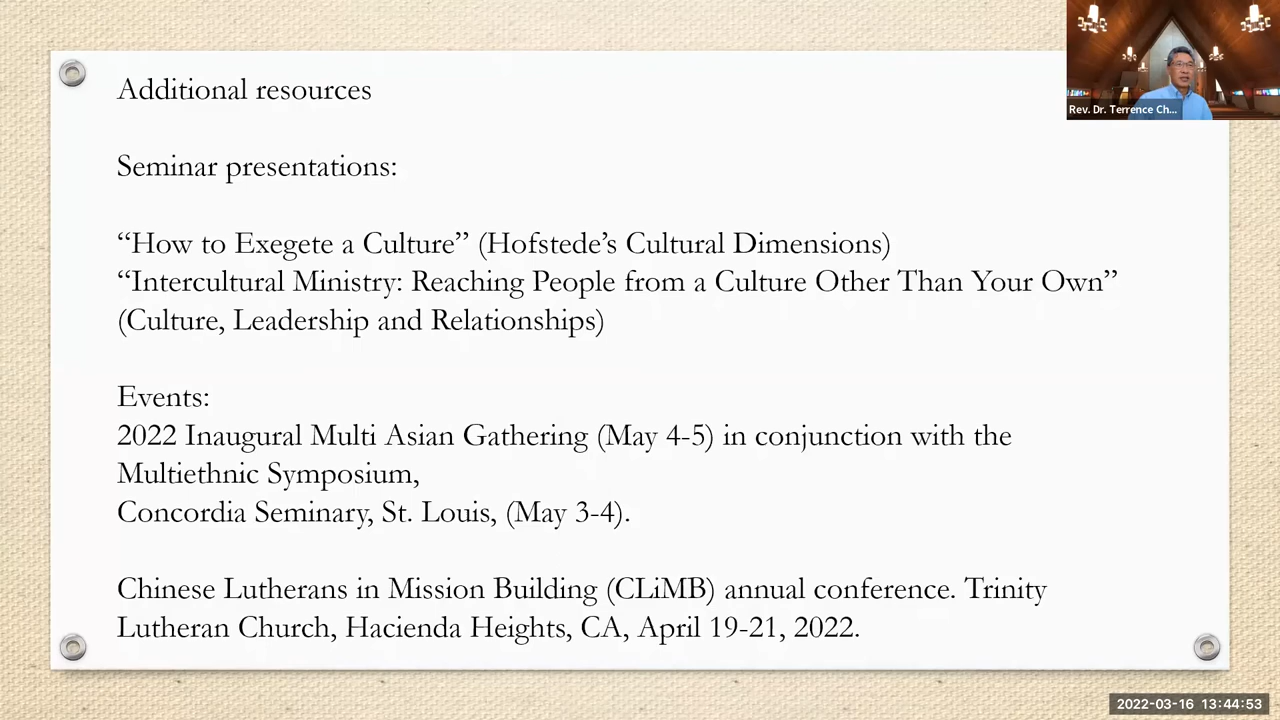 Additional resources
Seminar presentations:
“How to Exegete a Culture” (Hofstede’s Cultural Dimensions)
“Intercultural Ministry: Reaching People from a Culture Other Than Your Own”
(Culture, Leadership and Relationships)
Events:
2022 Inaugural Multi Asian Gathering (May 4-5) in conjunction with the
Multiethnic Symposium,
Concordia Seminary, St. Louis, (May 3-4).
Chinese Lutherans in Mission Building (CLiMB) annual conference. Trinity
Lutheran Church, Hacienda Heights, CA, April 19-21, 2022.
Rev. Dr. Terrence Ch...
2022-03-16 13:44:53